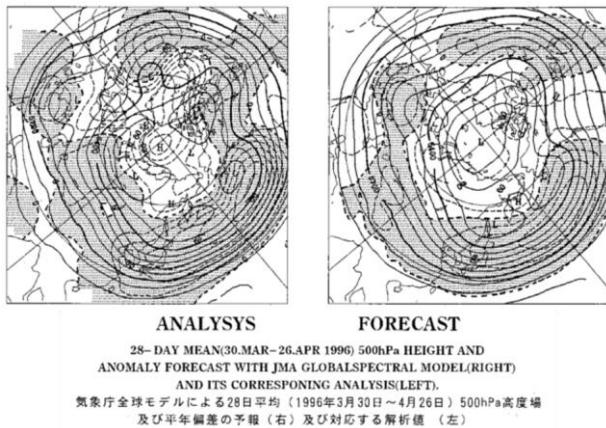 ANALYSYS FORECAST
28-DAY MEAN(30.MAR-26.APR 1996) 500hPa HEIGHT AND
ANOMALY FORECAST WITH JMA GLOBALSPECTRAL MODEL(RIGHT)
AND ITS CORRESPONING ANALYSIS(LEFT).
気象庁全球モデルによる28日平均 (1996年3月30日～4月26日) 500hPa高度場
及び平年偏差の予報(右)及び対応する解析値 (左)